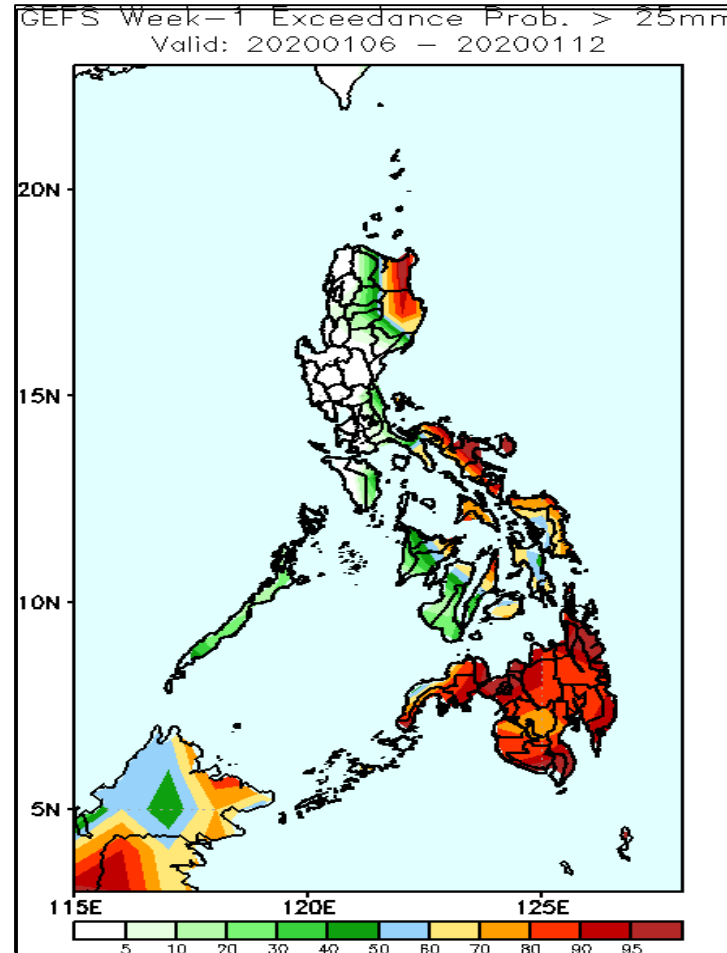 GEFS Week-1 Exceedance Prob. > 25mm
Valid: 20200106 - 20200112
20N
15N
10N
5N
115E 120E 125E
5 10 20 30 40 50 60 70 80 90 95